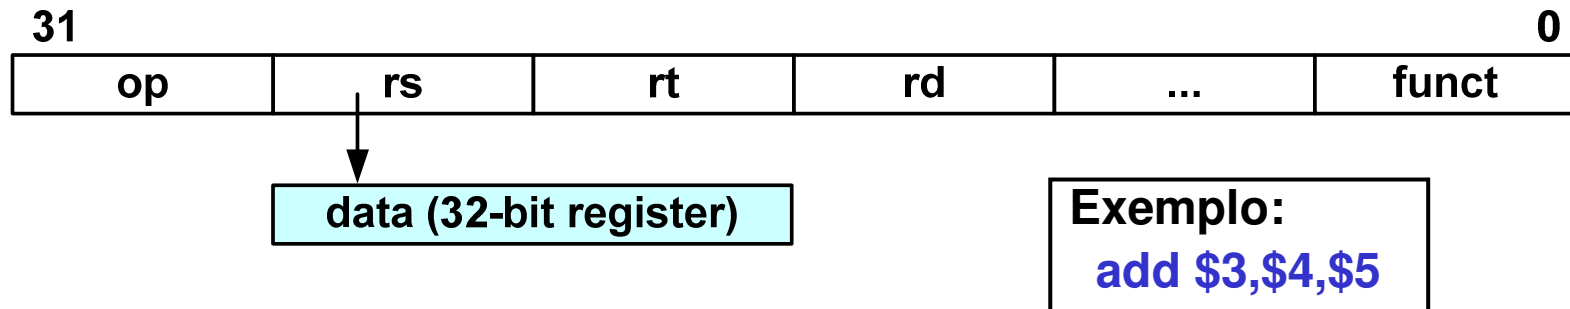 31 0
op rs rt rd ... funct
data (32-bit register)
Exemplo:
add $3,$4,$5